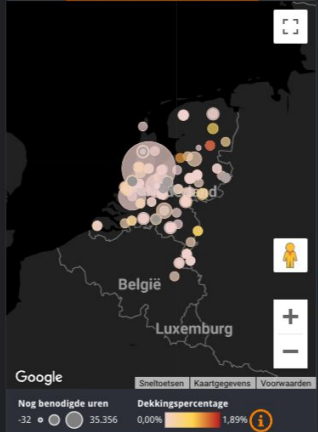 België
Luxemburg
Google
Sneltoetsen
Kaartgegevens
Voorwaarden
Nog benodigde uren
-32
35.356
Dekkingspercentage
0,00%
1,89%